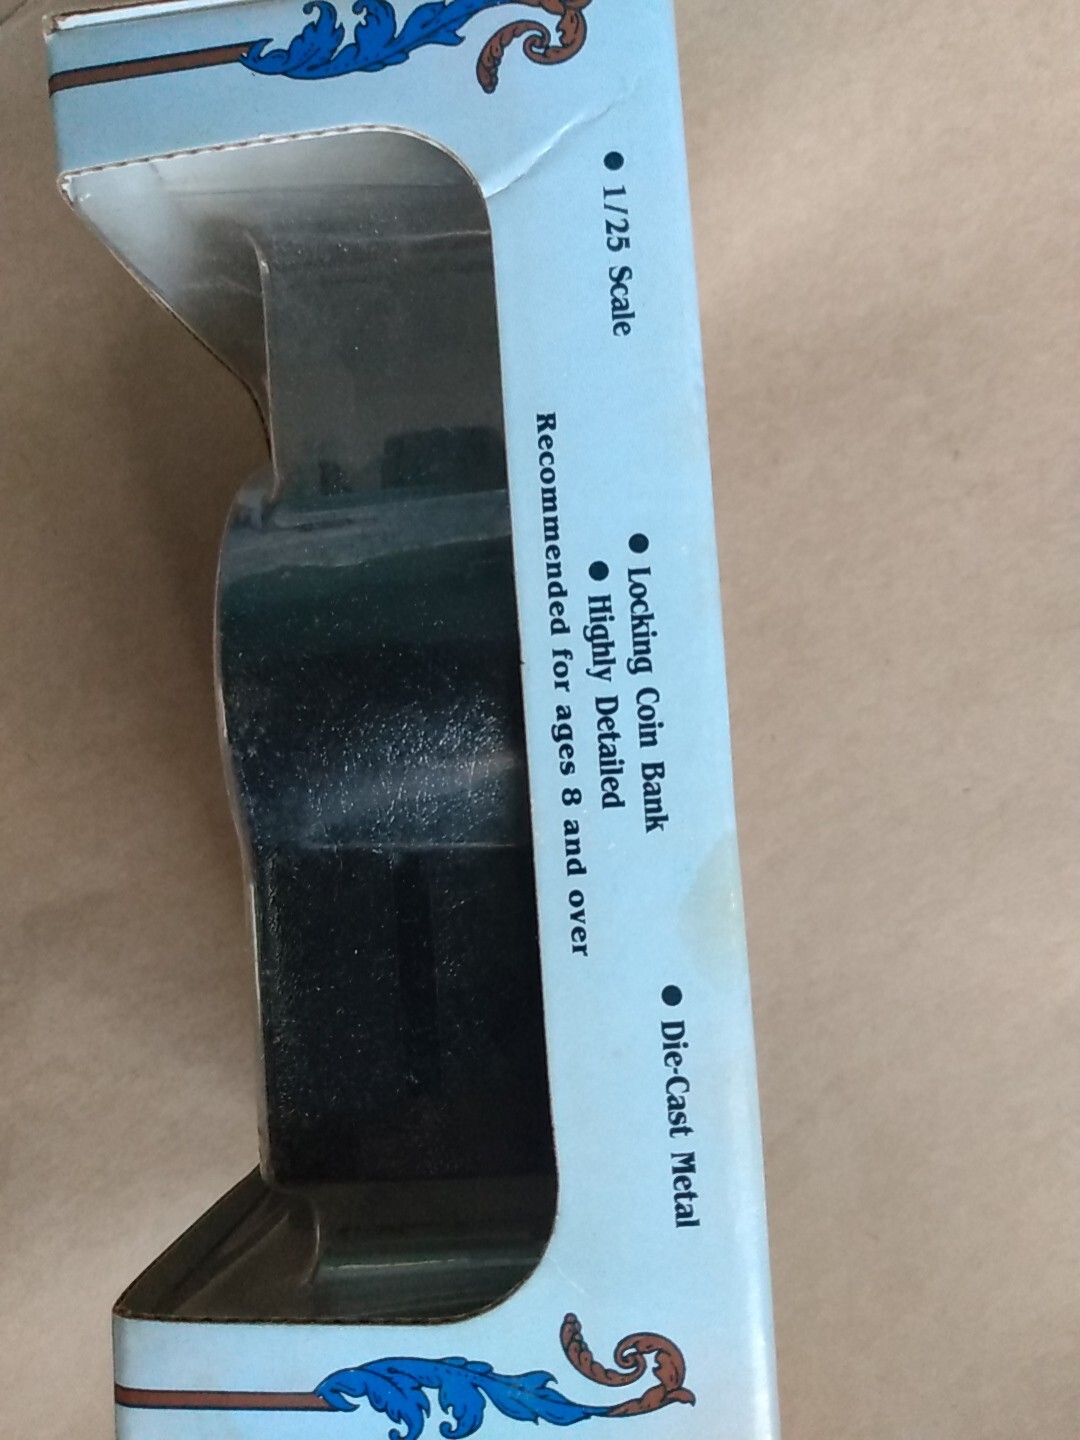 ● 1/25 Scale
● Locking Coin Bank
● Die-Cast Metal
● Highly Detailed
Recommended for ages 8 and over